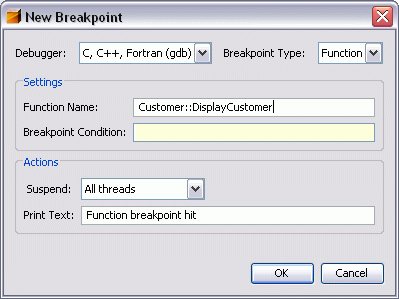 New Breakpoint
Debugger: C, C++, Fortran (gdb) Breakpoint Type: Function
Settings
Function Name: Customer::DisplayCustomer
Breakpoint Condition:
Actions
Suspend: All threads
Print Text: Function breakpoint hit
OK Cancel